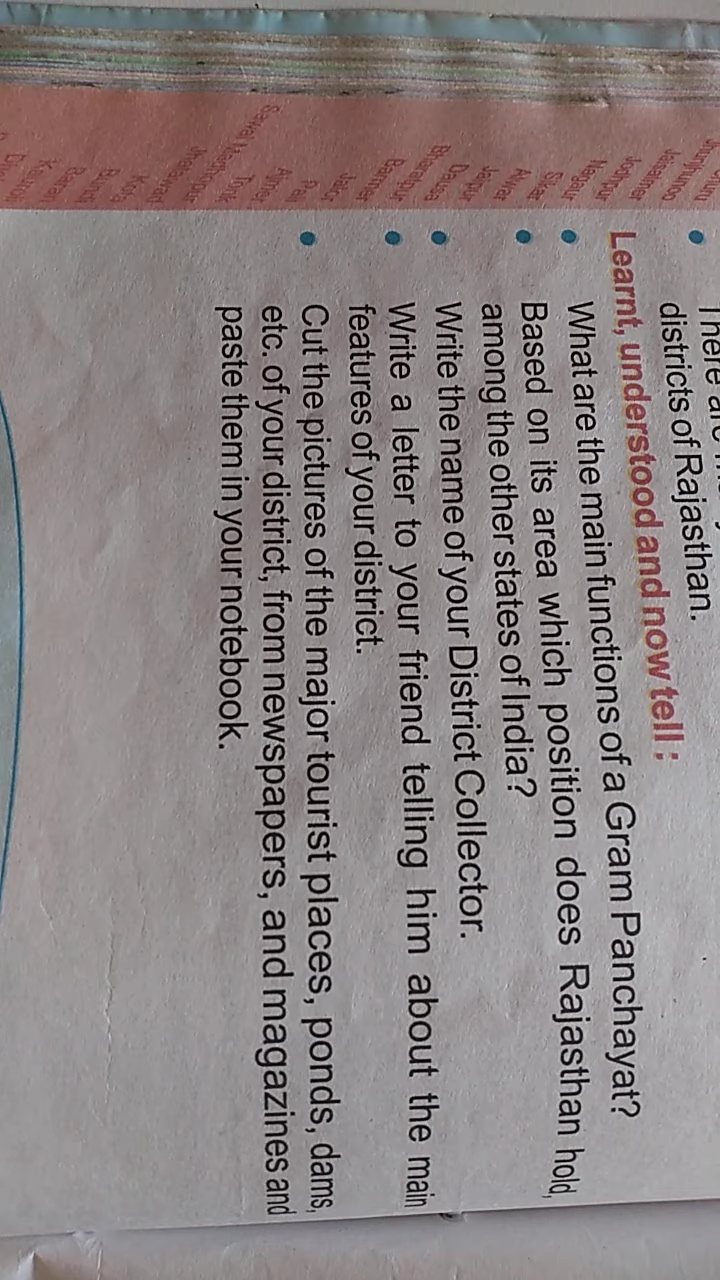 There are
districts of Rajasthan.
Learnt, understood and now tell :
What are the main functions of a Gram Panchayat?
Based on its area which position does Rajasthan hold,
among the other states of India?
Write the name of your District Collector.
Write a letter to your friend telling him about the main
features of your district.
Cut the pictures of the major tourist places, ponds, dams,
etc. of your district, from newspapers, and magazines and
paste them in your notebook.
Jhunjhunoo
Jaisalmer
Jodhpur
Nagaur
Sikar
Alwar
Jaipur
Dausa
Bharatpur
Barmer
Jalor
Pali
Ajmer
Tonk
Sawai Madhopur
Jhalawad
Kota
Bundi
Baran